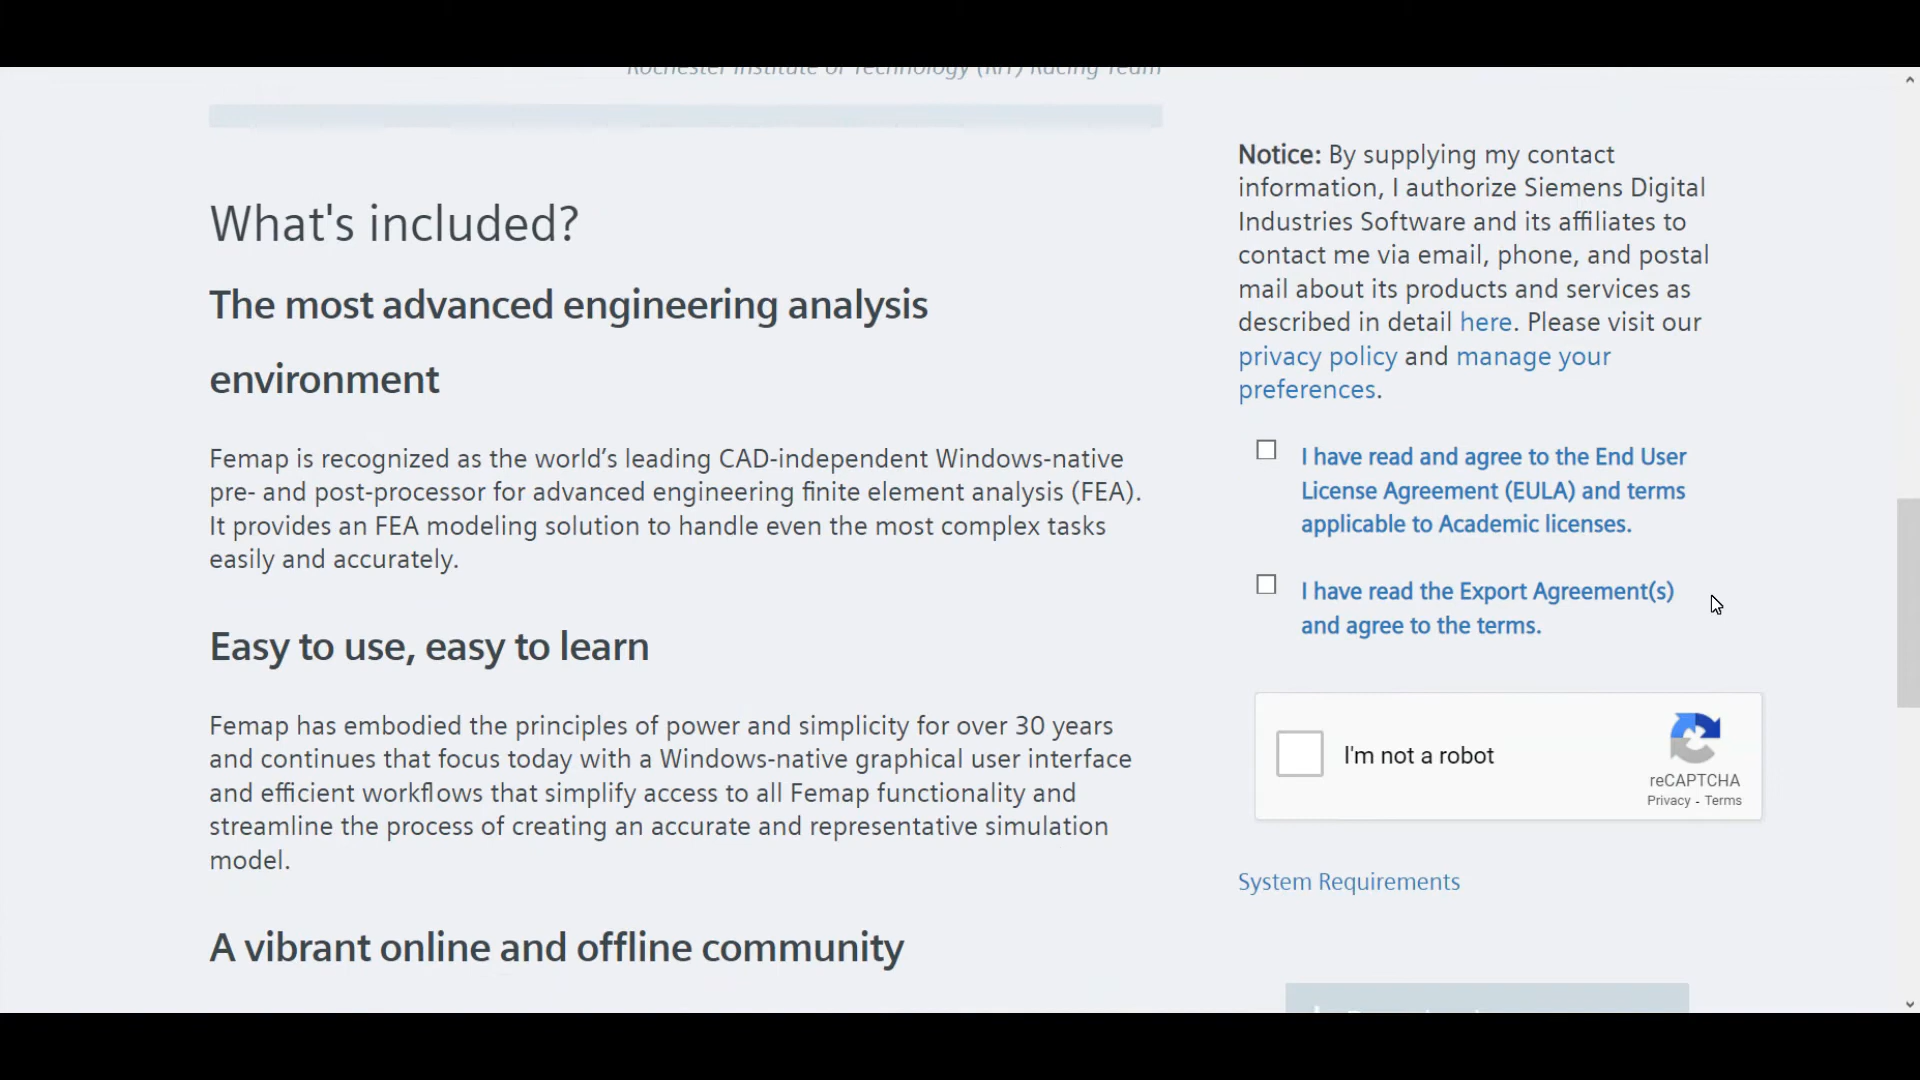 Rochester Institute of Technology (RIT) Racing Team
What's included?
The most advanced engineering analysis
environment
Femap is recognized as the world’s leading CAD-independent Windows-native
pre- and post-processor for advanced engineering finite element analysis (FEA).
It provides an FEA modeling solution to handle even the most complex tasks
easily and accurately.
Easy to use, easy to learn
Femap has embodied the principles of power and simplicity for over 30 years
and continues that focus today with a Windows-native graphical user interface
and efficient workflows that simplify access to all Femap functionality and
streamline the process of creating an accurate and representative simulation
model.
A vibrant online and offline community
Notice: By supplying my contact
information, I authorize Siemens Digital
Industries Software and its affiliates to
contact me via email, phone, and postal
mail about its products and services as
described in detail here. Please visit our
privacy policy and manage your
preferences.
I have read and agree to the End User
License Agreement (EULA) and terms
applicable to Academic licenses.
I have read the Export Agreement(s)
and agree to the terms.
I'm not a robot
reCAPTCHA
Privacy - Terms
System Requirements